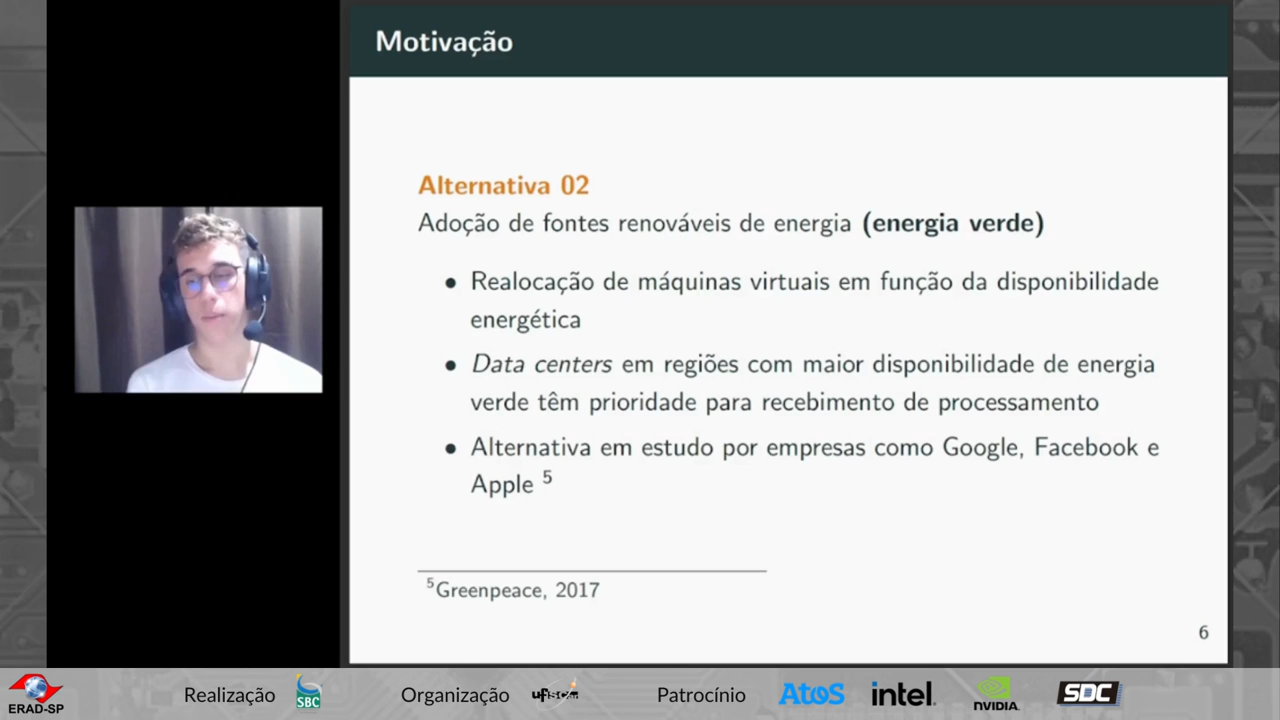 Motivação
Alternativa 02
Adoção de fontes renováveis de energia (energia verde)
• Realocação de máquinas virtuais em função da disponibilidade
energética
• Data centers em regiões com maior disponibilidade de energia
verde têm prioridade para recebimento de processamento
• Alternativa em estudo por empresas como Google, Facebook e
Apple 5
5Greenpeace, 2017
6
ERAD-SP
Realização
SBC
Organização
ufscar
Patrocínio
Atos
intel.
NVIDIA.
SDC